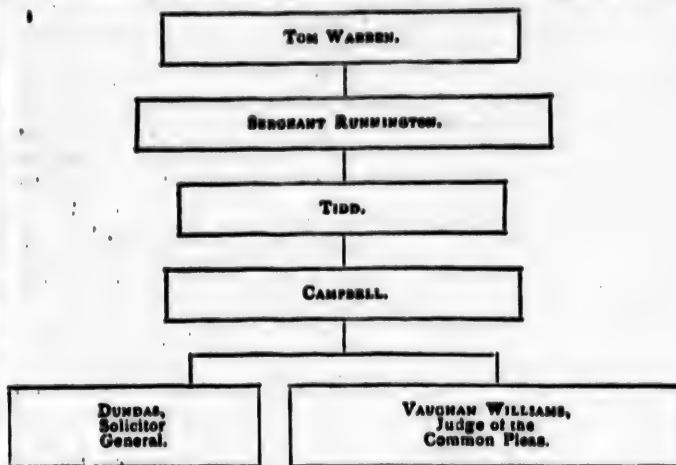 TOM WARREN.
SERGEANT RUNNINGTON.
TIDD.
CAMPBELL.
DUNDAS,
Solicitor
General.
VAUGHAN WILLIAMS,
Judge of the
Common Pleas.